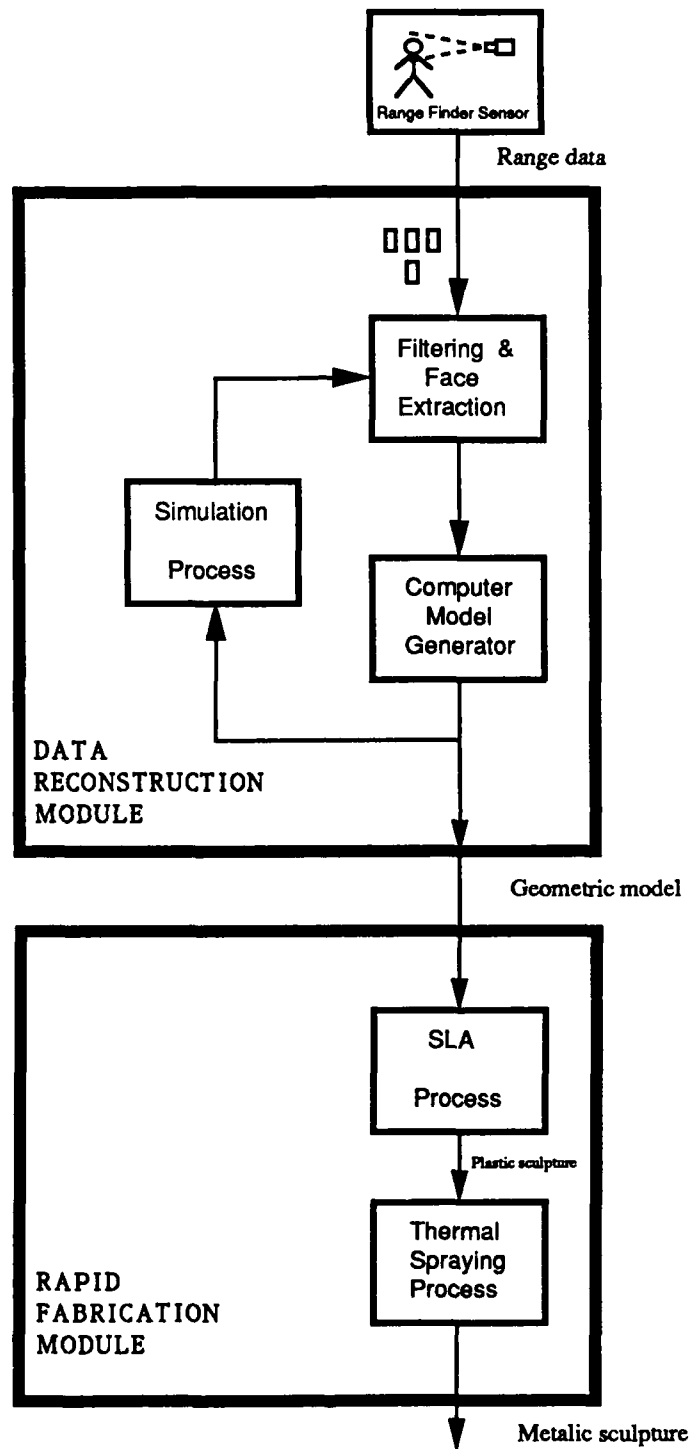 Range Finder Sensor
Range data
Filtering &
Face
Extraction
Simulation
Process
Computer
Model
Generator
DATA
RECONSTRUCTION
MODULE
Geometric model
SLA
Process
Plastic sculpture
Thermal
Spraying
Process
RAPID
FABRICATION
MODULE
Metalic sculpture